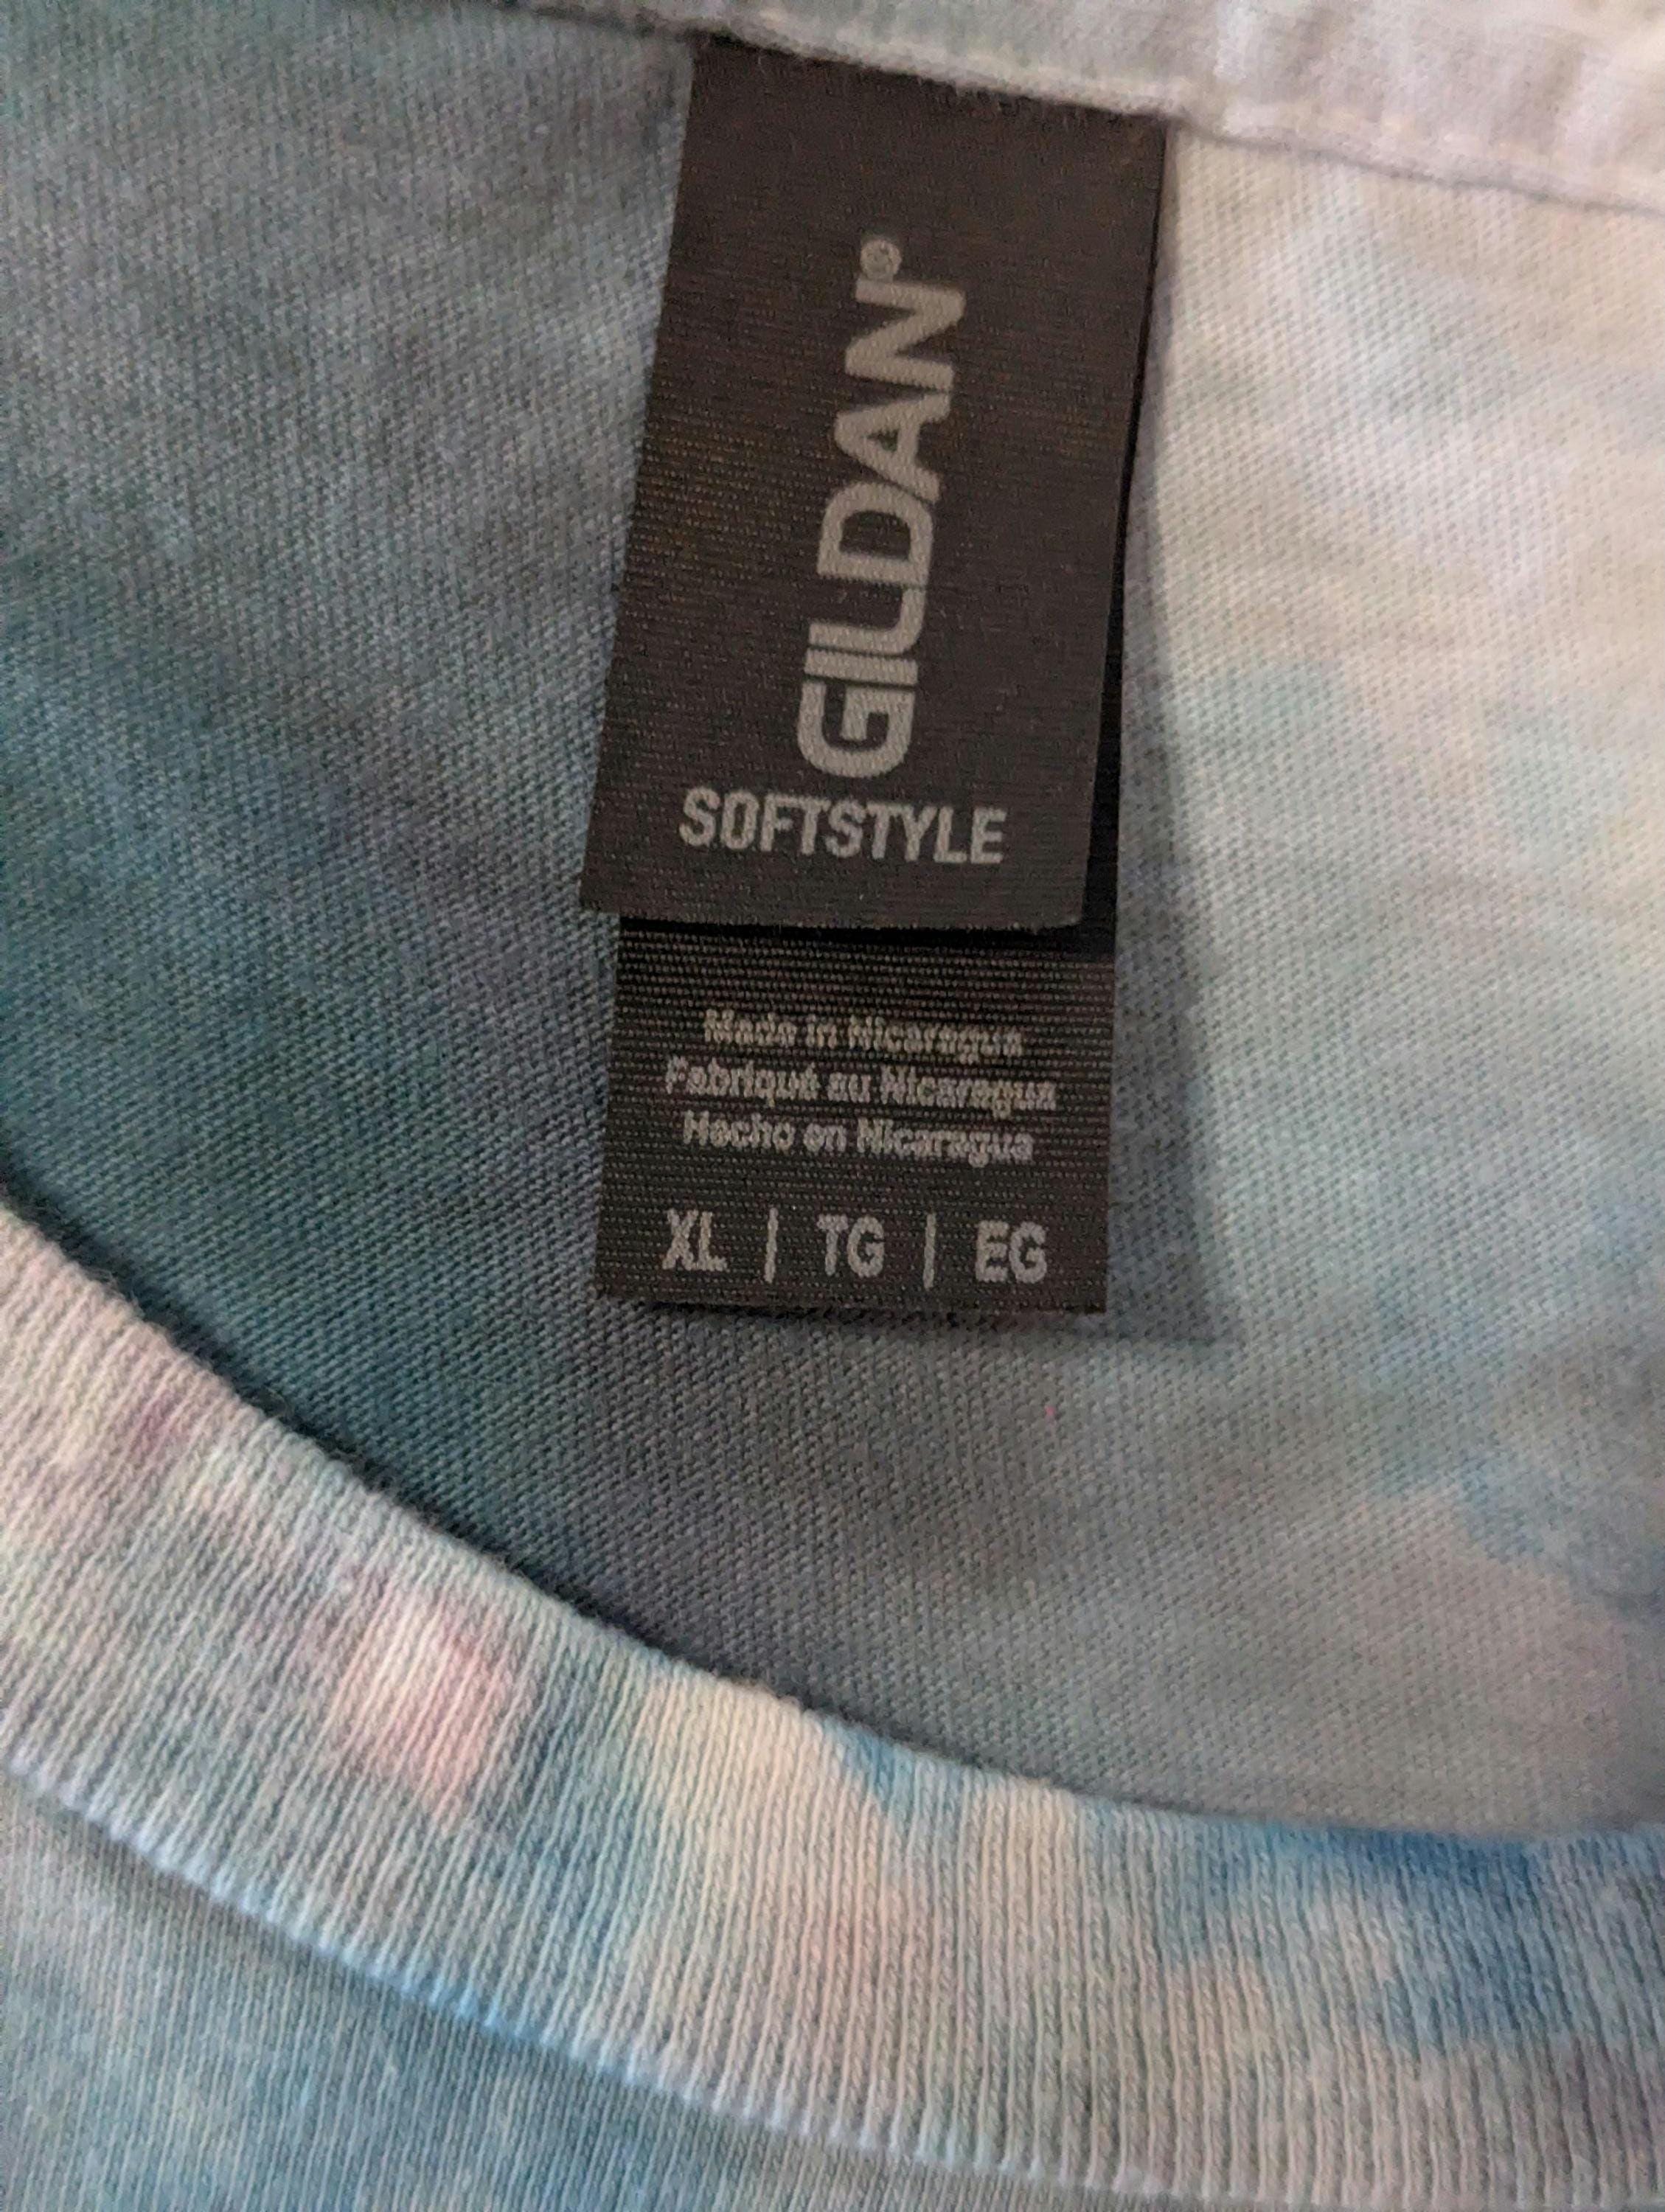 GILDAN®
SOFTSTYLE
Made in Nicaragua
Fabriqué au Nicaragua
Hecho en Nicaragua
XL | TG | EG